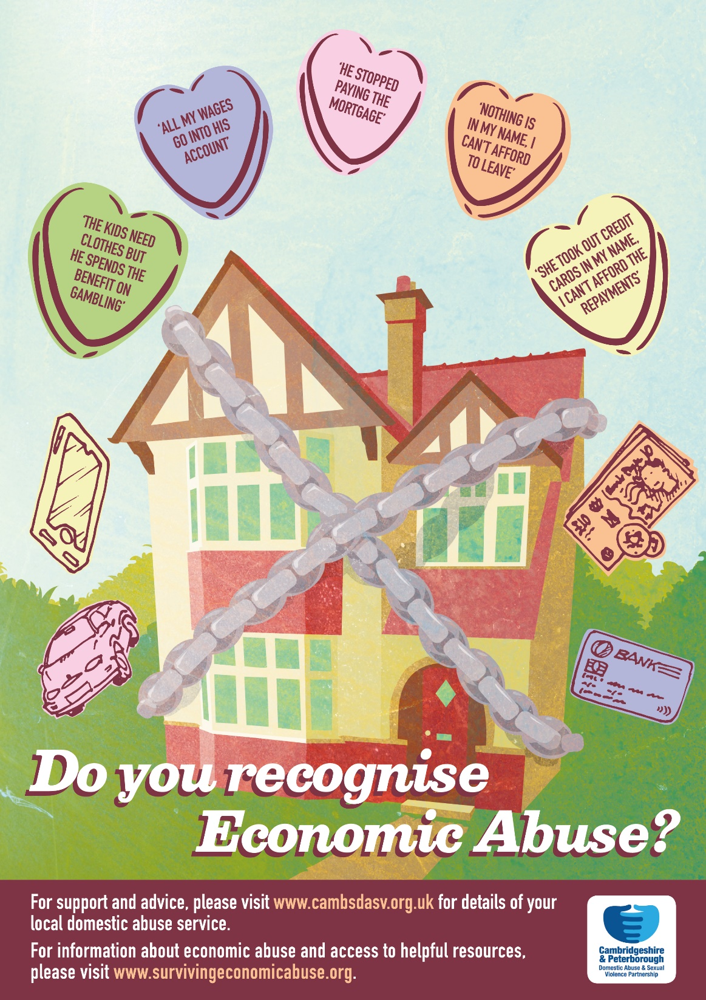 'HE STOPPED
PAYING THE
MORTGAGE'
'ALL MY WAGES
GO INTO HIS
ACCOUNT'
'NOTHING IS
IN MY NAME, I
CAN'T AFFORD
TO LEAVE'
'THE KIDS NEED
CLOTHES BUT
HE SPENDS THE
BENEFIT ON
GAMBLING'
'SHE TOOK OUT CREDIT
CARDS IN MY NAME,
I CAN'T AFFORD THE
REPAYMENTS'
BANK
Do you recognise
Economic Abuse?
For support and advice, please visit www.cambsdasv.org.uk for details of your
local domestic abuse service.
For information about economic abuse and access to helpful resources,
please visit www.survivingeconomicabuse.org.
Cambridgeshire
& Peterborough
Domestic Abuse & Sexual
Violence Partnership